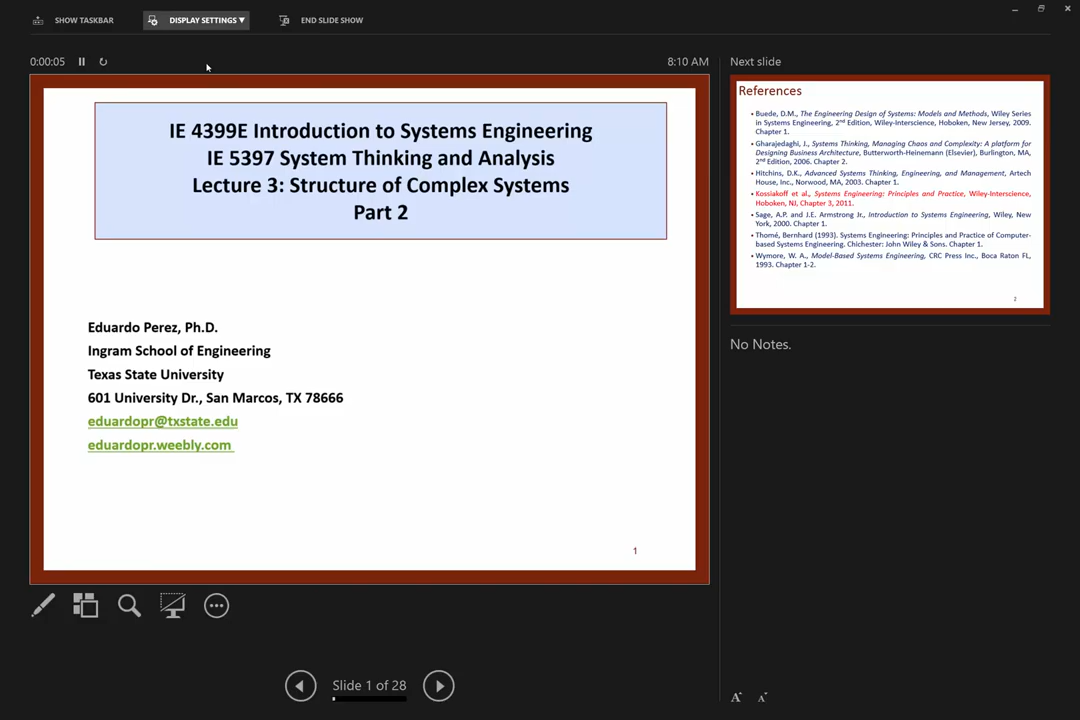 SHOW TASKBAR
DISPLAY SETTINGS ▼
END SLIDE SHOW
0:00:05
8:10 AM
IE 4399E Introduction to Systems Engineering
IE 5397 System Thinking and Analysis
Lecture 3: Structure of Complex Systems
Part 2
Eduardo Perez, Ph.D.
Ingram School of Engineering
Texas State University
601 University Dr., San Marcos, TX 78666
eduardopr@txstate.edu
eduardopr.weebly.com
1
Slide 1 of 28
Next slide
References
• Buede, D.M., The Engineering Design of Systems: Models and Methods, Wiley Series
in Systems Engineering, 2nd Edition, Wiley-Interscience, Hoboken, New Jersey, 2009.
Chapter 1.
• Gharajedaghi, J., Systems Thinking, Managing Chaos and Complexity: A platform for
Designing Business Architecture, Butterworth-Heinemann (Elsevier), Burlington, MA,
2nd Edition, 2006. Chapter 2.
• Hitchins, D.K., Advanced Systems Thinking, Engineering, and Management, Artech
House, Inc., Norwood, MA, 2003. Chapter 1.
• Kossiakoff et al., Systems Engineering: Principles and Practice, Wiley-Interscience,
Hoboken, NJ, Chapter 3, 2011.
• Sage, A.P. and J.E. Armstrong Jr., Introduction to Systems Engineering, Wiley, New
York, 2000. Chapter 1.
• Thomé, Bernhard (1993). Systems Engineering: Principles and Practice of Computer-
based Systems Engineering. Chichester: John Wiley & Sons. Chapter 1.
• Wymore, W. A., Model-Based Systems Engineering, CRC Press Inc., Boca Raton FL,
1993. Chapter 1-2.
2
No Notes.
A A